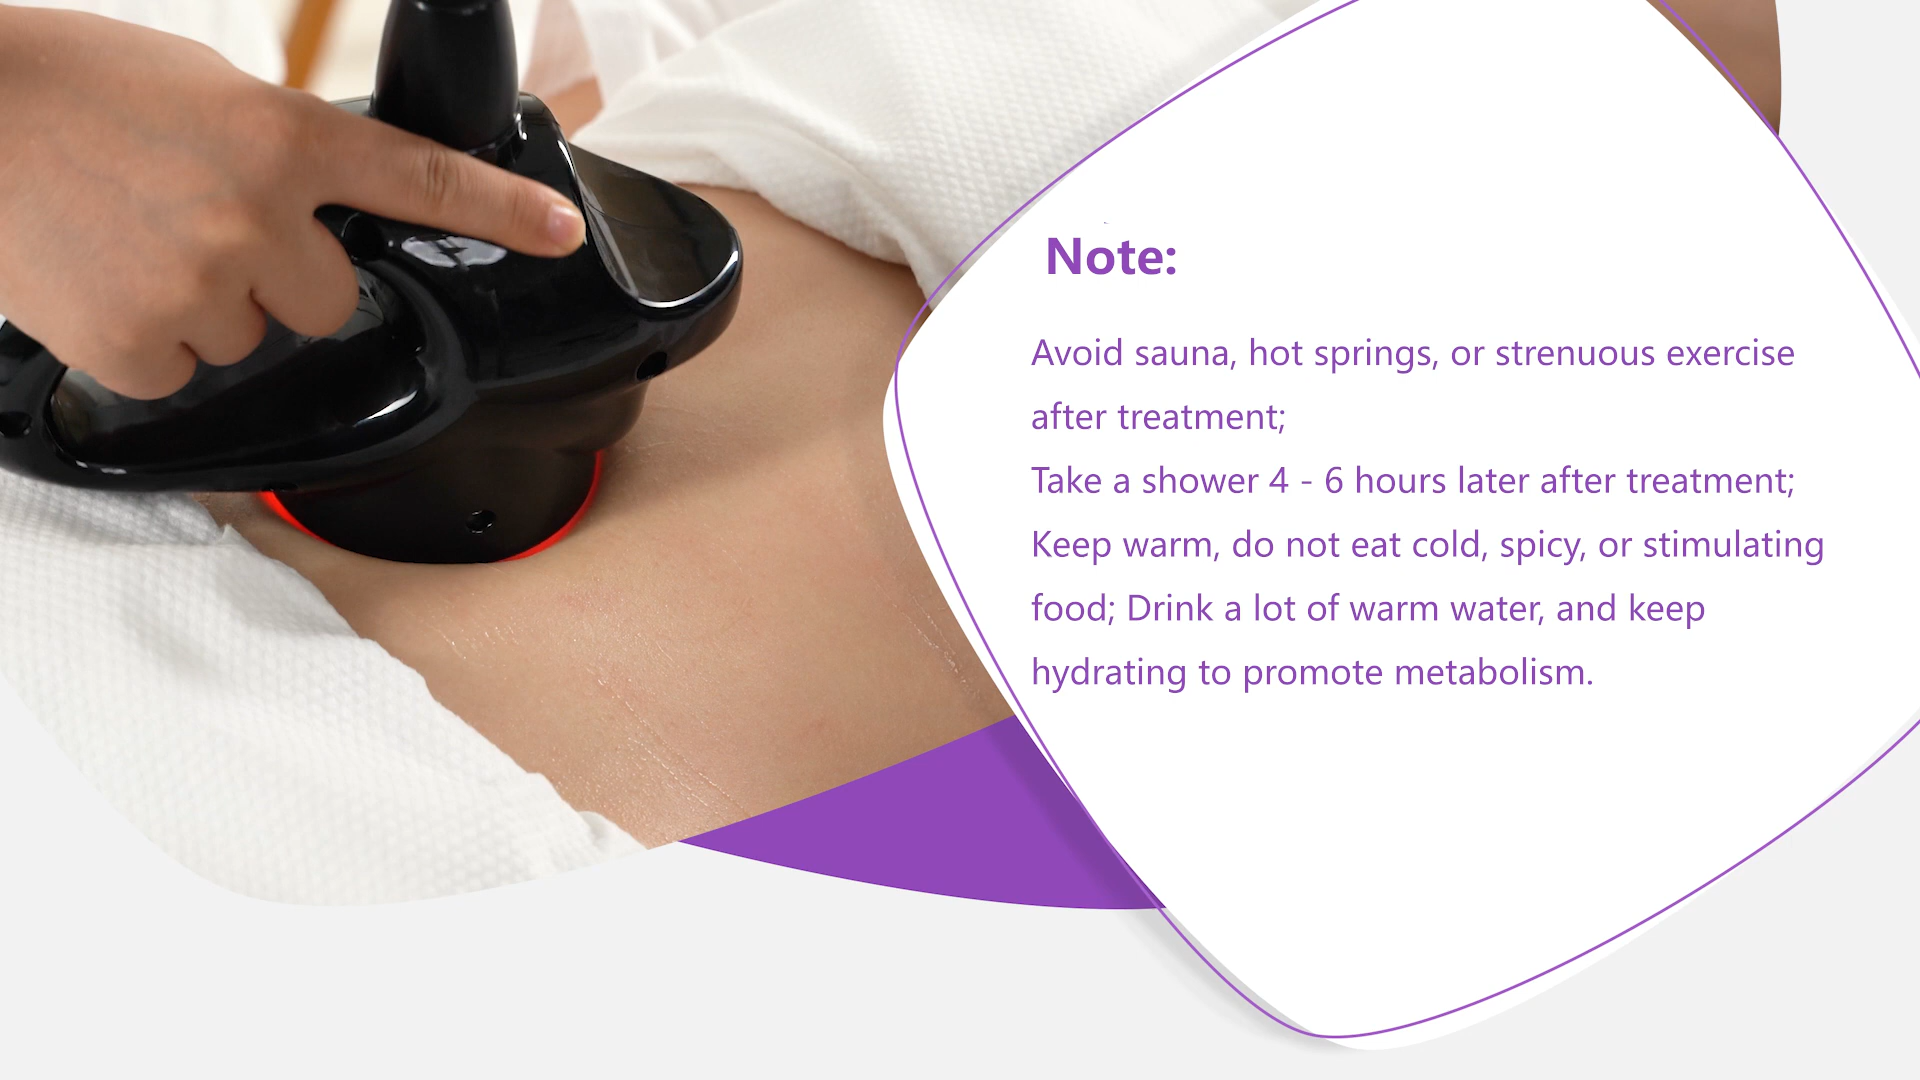 Note:
Avoid sauna, hot springs, or strenuous exercise
after treatment;
Take a shower 4 - 6 hours later after treatment;
Keep warm, do not eat cold, spicy, or stimulating
food; Drink a lot of warm water, and keep
hydrating to promote metabolism.